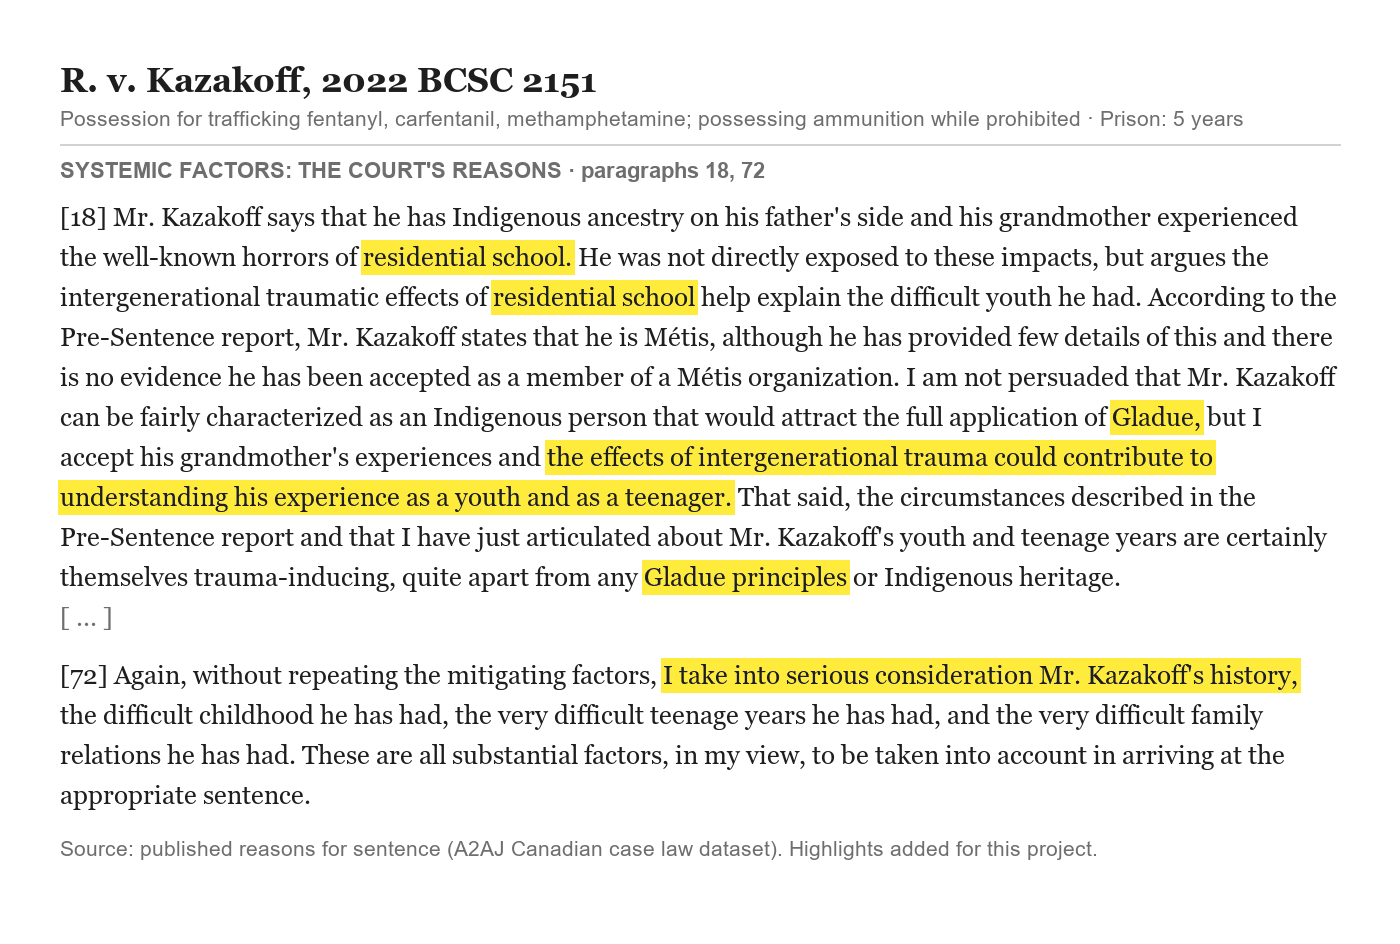 R. v. Kazakoff, 2022 BCSC 2151
Possession for trafficking fentanyl, carfentanil, methamphetamine; possessing ammunition while prohibited · Prison: 5 years
SYSTEMIC FACTORS: THE COURT'S REASONS · paragraphs 18, 72
[18] Mr. Kazakoff says that he has Indigenous ancestry on his father's side and his grandmother experienced
the well-known horrors of residential school. He was not directly exposed to these impacts, but argues the
intergenerational traumatic effects of residential school help explain the difficult youth he had. According to the
Pre-Sentence report, Mr. Kazakoff states that he is Métis, although he has provided few details of this and there
is no evidence he has been accepted as a member of a Métis organization. I am not persuaded that Mr. Kazakoff
can be fairly characterized as an Indigenous person that would attract the full application of Gladue, but I
accept his grandmother's experiences and the effects of intergenerational trauma could contribute to
understanding his experience as a youth and as a teenager. That said, the circumstances described in the
Pre-Sentence report and that I have just articulated about Mr. Kazakoff's youth and teenage years are certainly
themselves trauma-inducing, quite apart from any Gladue principles or Indigenous heritage.
[ ... ]
[72] Again, without repeating the mitigating factors, I take into serious consideration Mr. Kazakoff's history,
the difficult childhood he has had, the very difficult teenage years he has had, and the very difficult family
relations he has had. These are all substantial factors, in my view, to be taken into account in arriving at the
appropriate sentence.
Source: published reasons for sentence (A2AJ Canadian case law dataset). Highlights added for this project.